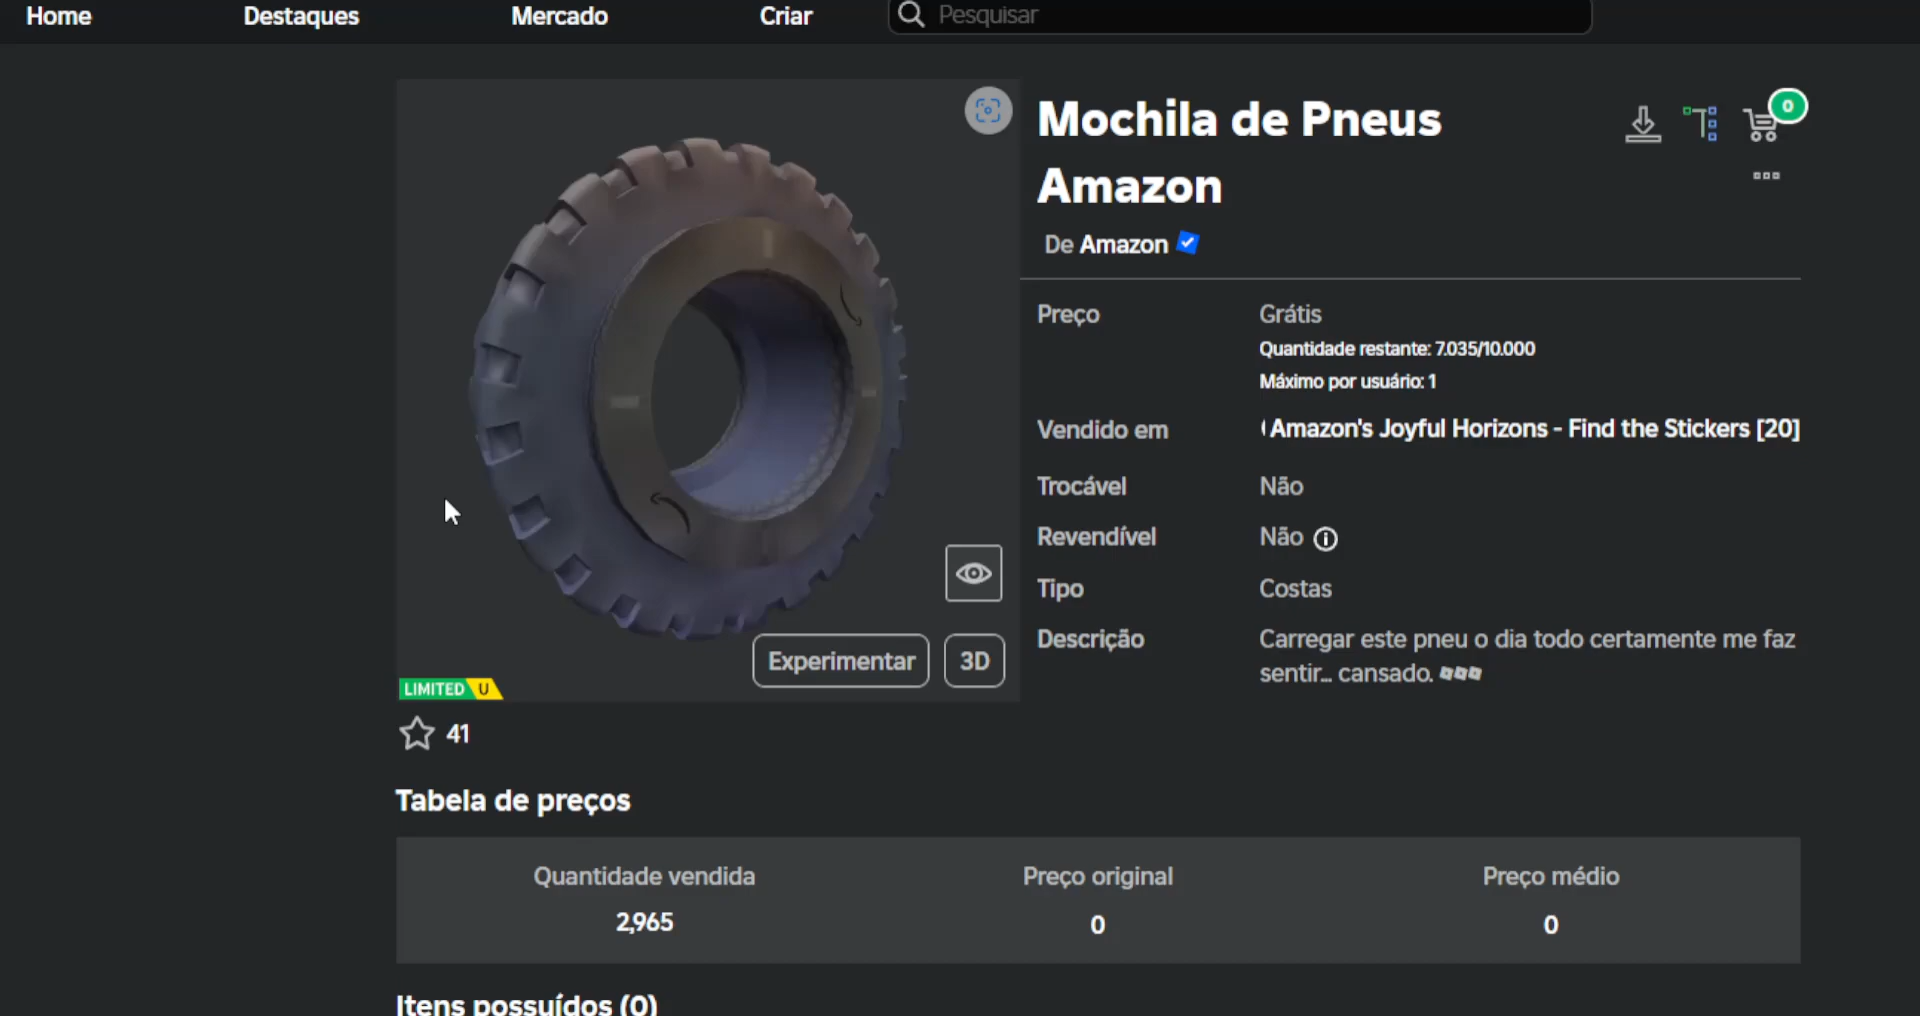 Home Destaques Mercado Criar Pesquisar
Mochila de Pneus
Amazon
0
De Amazon
Preço Grátis
Quantidade restante: 7.035/10.000
Máximo por usuário: 1
Vendido em Amazon's Joyful Horizons - Find the Stickers [20]
Trocável Não
Revendível Não
Tipo Costas
Descrição Carregar este pneu o dia todo certamente me faz
sentir... cansado.
Experimentar 3D
LIMITED U
41
Tabela de preços
Quantidade vendida Preço original Preço médio
2,965 0 0
Itens possuídos (0)